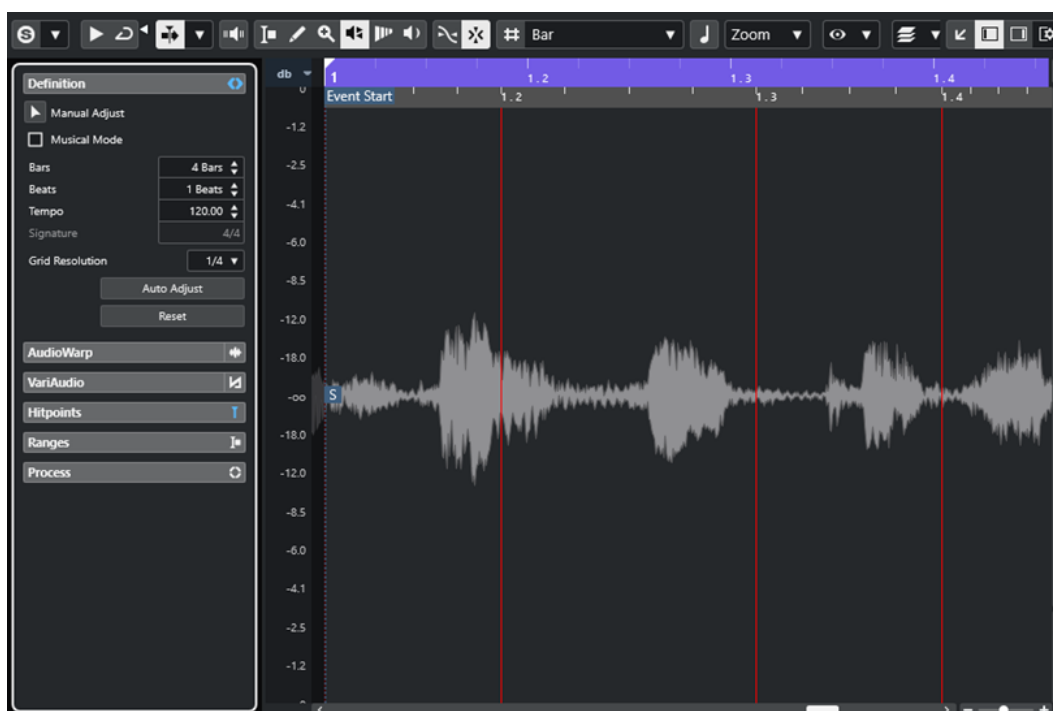 S
Bar
Zoom
Definition
Manual Adjust
Musical Mode
Bars 4 Bars
Beats 1 Beats
Tempo 120.00
Signature 4/4
Grid Resolution 1/4
Auto Adjust
Reset
AudioWarp
VariAudio
Hitpoints
Ranges
Process
db
1 1.2 1.3 1.4
Event Start 1.2 1.3 1.4
-1.2
-2.5
-4.1
-6.0
-8.5
-12.0
-18.0
-∞
S
-18.0
-12.0
-8.5
-6.0
-4.1
-2.5
-1.2